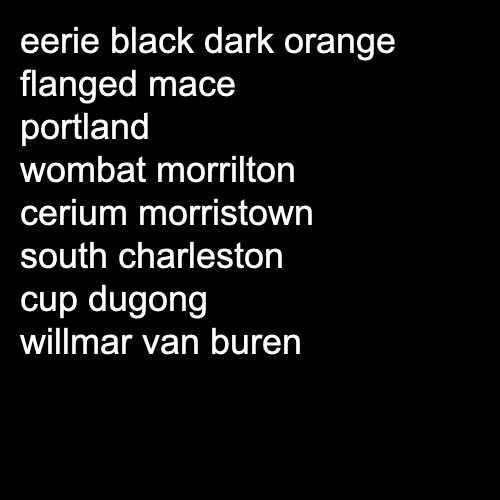 eerie black dark orange
flanged mace
portland
wombat morrilton
cerium morristown
south charleston
cup dugong
willmar van buren